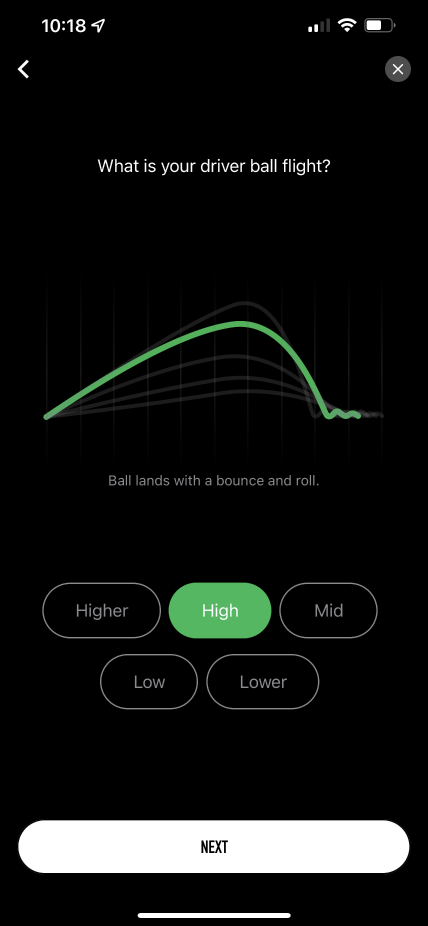 10:18
What is your driver ball flight?
Ball lands with a bounce and roll.
Higher
High
Mid
Low
Lower
NEXT